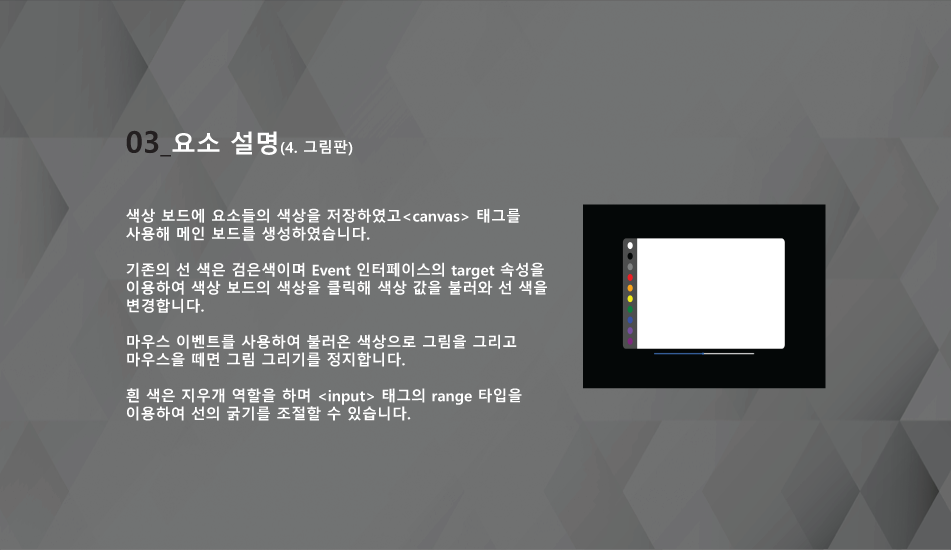 03_요소 설명(4. 그림판)
색상 보드에 요소들의 색상을 저장하였고<canvas> 태그를
사용해 메인 보드를 생성하였습니다.
기존의 선 색은 검은색이며 Event 인터페이스의 target 속성을
이용하여 색상 보드의 색상을 클릭해 색상 값을 불러와 선 색을
변경합니다.
마우스 이벤트를 사용하여 불러온 색상으로 그림을 그리고
마우스을 떼면 그림 그리기를 정지합니다.
흰 색은 지우개 역할을 하며 <input> 태그의 range 타입을
이용하여 선의 굵기를 조절할 수 있습니다.